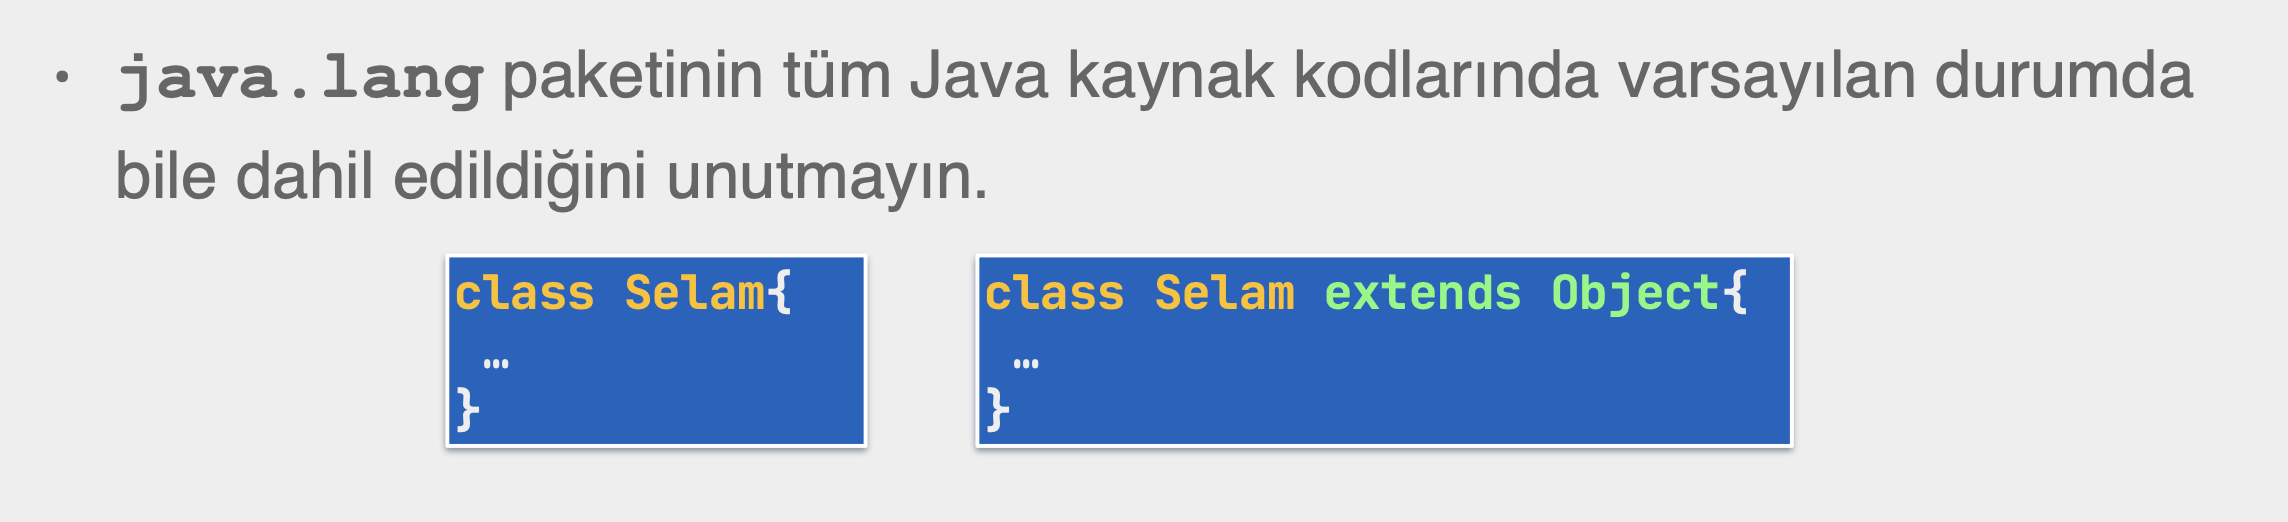 • java.lang paketinin tüm Java kaynak kodlarında varsayılan durumda
bile dahil edildiğini unutmayın.
class Selam{
…
}
class Selam extends Object{
…
}